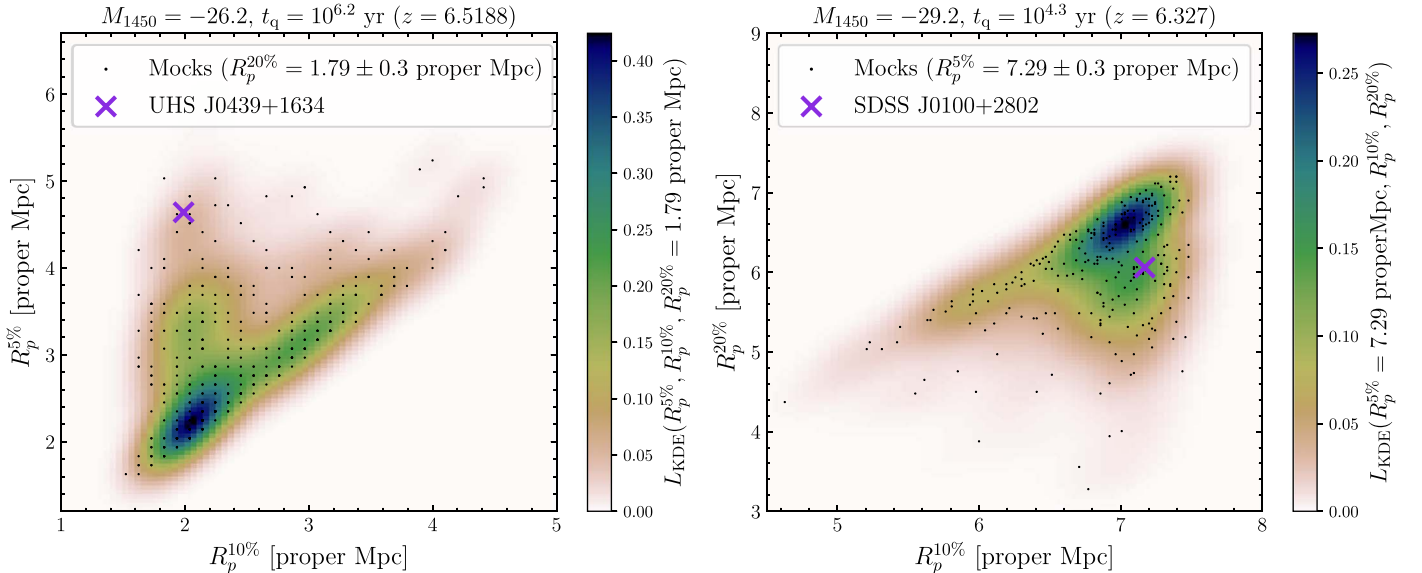 M₁₄₅₀ = −26.2, t_q = 10^6.2 yr (z = 6.5188)
Mocks (R_p^20% = 1.79 ± 0.3 proper Mpc)
UHS J0439+1634
6
5
4
3
2
R_p^5% [proper Mpc]
1 2 3 4 5
R_p^10% [proper Mpc]
0.40
0.35
0.30
0.25
0.20
0.15
0.10
0.05
0.00
L_KDE(R_p^5%, R_p^10%, R_p^20% = 1.79 proper Mpc)
M₁₄₅₀ = −29.2, t_q = 10^4.3 yr (z = 6.327)
Mocks (R_p^5% = 7.29 ± 0.3 proper Mpc)
SDSS J0100+2802
9
8
7
6
5
4
3
R_p^20% [proper Mpc]
5 6 7 8
R_p^10% [proper Mpc]
0.25
0.20
0.15
0.10
0.05
0.00
L_KDE(R_p^5% = 7.29 properMpc, R_p^10%, R_p^20%)